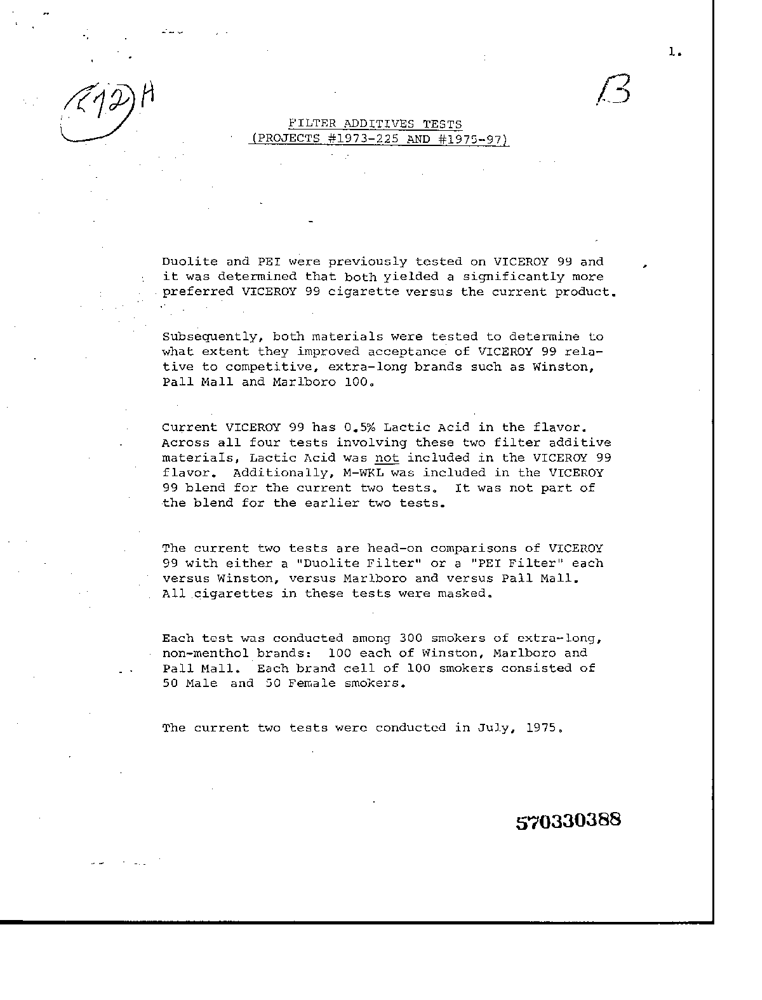 1.
B
(212) H
FILTER ADDITIVES TESTS
(PROJECTS #1973-225 AND #1975-97)
Duolite and PEI were previously tested on VICEROY 99 and
it was determined that both yielded a significantly more
preferred VICEROY 99 cigarette versus the current product.
Subsequently, both materials were tested to determine to
what extent they improved acceptance of VICEROY 99 rela-
tive to competitive, extra-long brands such as Winston,
Pall Mall and Marlboro 100.
Current VICEROY 99 has 0.5% Lactic Acid in the flavor.
Across all four tests involving these two filter additive
materials, Lactic Acid was not included in the VICEROY 99
flavor. Additionally, M-WKL was included in the VICEROY
99 blend for the current two tests. It was not part of
the blend for the earlier two tests.
The current two tests are head-on comparisons of VICEROY
99 with either a "Duolite Filter" or a "PEI Filter" each
versus Winston, versus Marlboro and versus Pall Mall.
All cigarettes in these tests were masked.
Each test was conducted among 300 smokers of extra-long,
non-menthol brands: 100 each of Winston, Marlboro and
Pall Mall. Each brand cell of 100 smokers consisted of
50 Male and 50 Female smokers.
The current two tests were conducted in July, 1975.
570330388